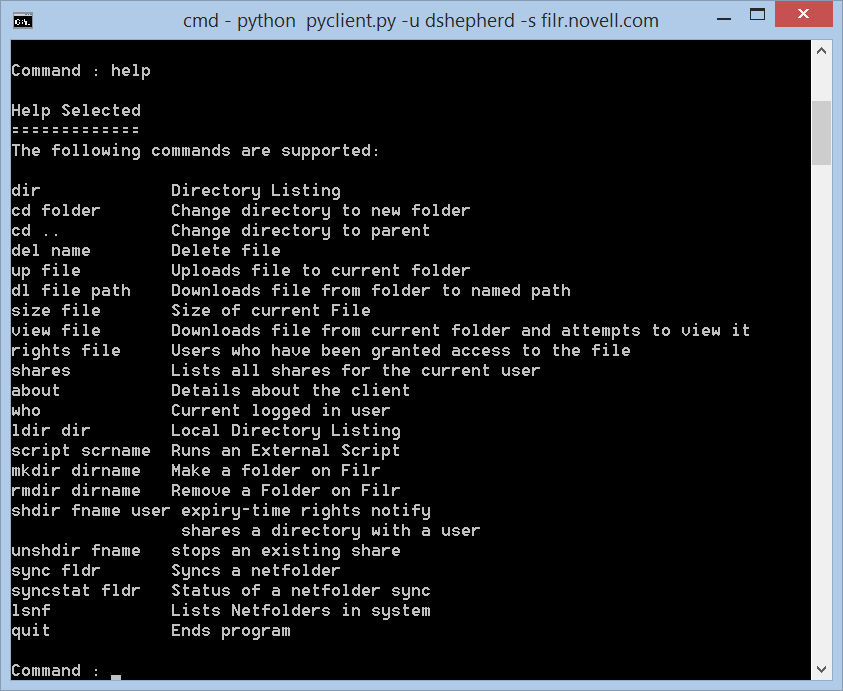 cmd - python  pyclient.py -u dshepherd -s filr.novell.com
Command : help
Help Selected
=============
The following commands are supported:
dir             Directory Listing
cd folder       Change directory to new folder
cd ..           Change directory to parent
del name        Delete file
up file         Uploads file to current folder
dl file path    Downloads file from folder to named path
size file       Size of current File
view file       Downloads file from current folder and attempts to view it
rights file     Users who have been granted access to the file
shares          Lists all shares for the current user
about           Details about the client
who             Current logged in user
ldir dir        Local Directory Listing
script scrname  Runs an External Script
mkdir dirname   Make a folder on Filr
rmdir dirname   Remove a Folder on Filr
shdir fname user expiry-time rights notify
                 shares a directory with a user
unshdir fname   stops an existing share
sync fldr       Syncs a netfolder
syncstat fldr   Status of a netfolder sync
lsnf            Lists Netfolders in system
quit            Ends program
Command : _